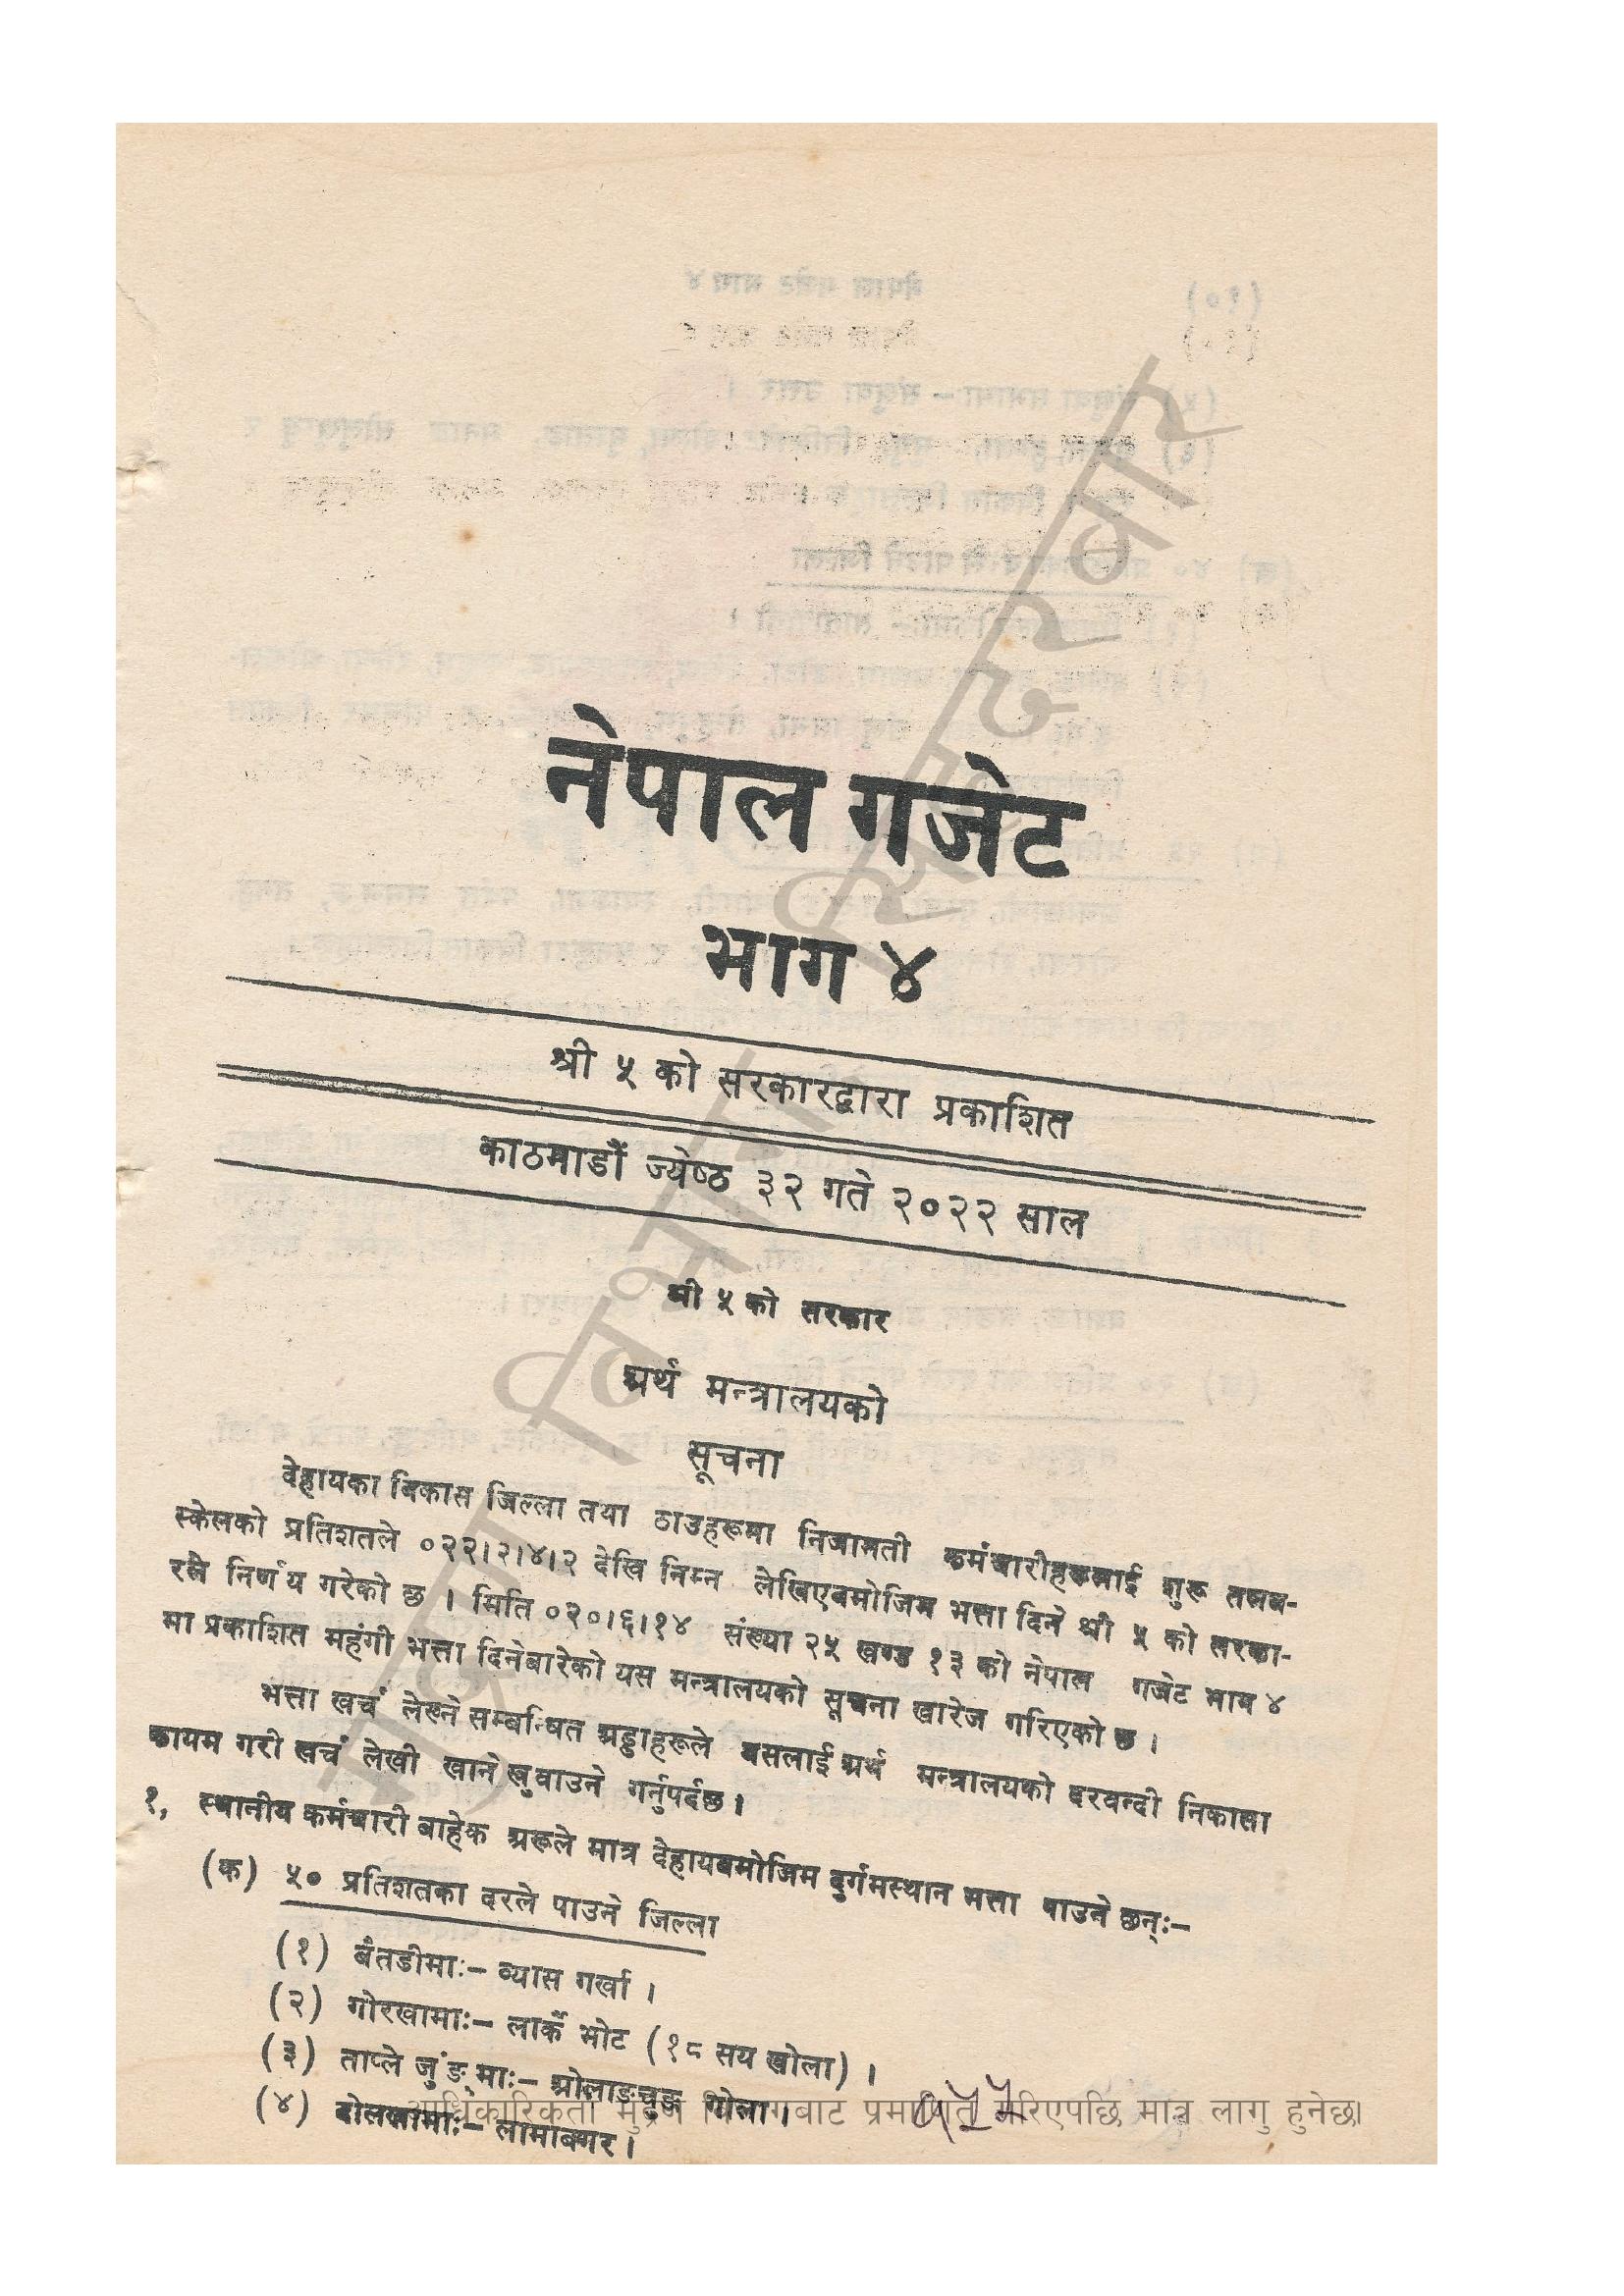 नेपाल गजेट
भाग ४
श्री ५ को सरकारद्वारा प्रकाशित
काठमाडौं ज्येष्ठ ३२ गते २०२२ साल
श्री ५ को सरकार
अर्थ मन्त्रालयको
सूचना
देहायका विकास जिल्ला तथा ठाउहरूमा निजामती कर्मचारीहरूलाई शुरू तलब-
स्केलको प्रतिशतले ०२२।२।४।२ देखि निम्न लेखिएबमोजिम भत्ता दिने श्री ५ को सरका-
रले निर्णय गरेको छ । मिति ०२०।६।१४ संख्या २५ खण्ड १३ को नेपाल गजेट भाग ४
मा प्रकाशित महंगी भत्ता दिनेबारेको यस मन्त्रालयको सूचना खारेज गरिएको छ ।
भत्ता खर्च लेख्ने सम्बन्धित अड्डाहरूले यसलाई अर्थ मन्त्रालयको दरवन्दी निकासा
कायम गरी खर्च लेखी खाने खुवाउने गर्नुपर्दछ ।
१, स्थानीय कर्मचारी बाहेक अरूले मात्र देहायबमोजिम दुर्गमस्थान भत्ता पाउने छन्:–
(क) ५० प्रतिशतका दरले पाउने जिल्ला
(१) बैतडीमाः– व्यास गर्खा ।
(२) गोरखामाः– लार्के भोट (१८ सय खोला) ।
(३) ताप्ले जुंङ्माः– ओलाङचुङ गोला ।
(४) दोलखामाः– लामाबगर ।
आधिकारिकता मुद्रण विभागबाट प्रमाणित गरिएपछि मात्र लागु हुनेछ।
मुद्रण विभाग सिंहदरबार